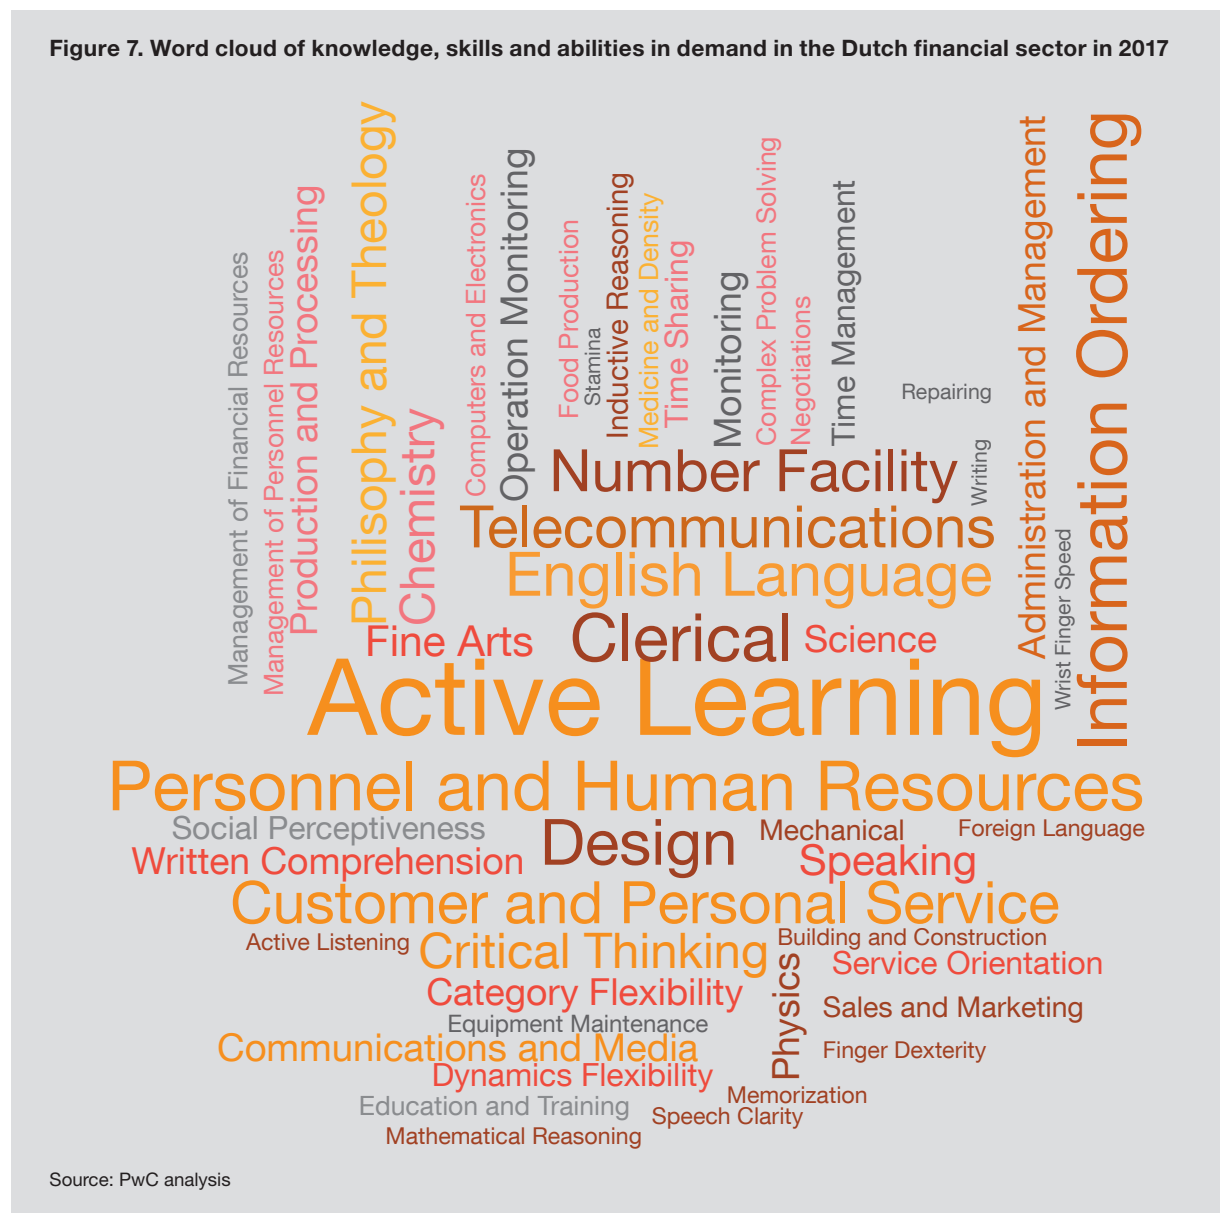 Figure 7. Word cloud of knowledge, skills and abilities in demand in the Dutch financial sector in 2017
Management of Financial Resources
Management of Personnel Resources
Production and Processing
Philisophy and Theology
Chemistry
Computers and Electronics
Operation Monitoring
Food Production
Stamina
Inductive Reasoning
Medicine and Density
Time Sharing
Monitoring
Complex Problem Solving
Negotiations
Time Management
Repairing
Writing
Administration and Management
Wrist Finger Speed
Information Ordering
Number Facility
Telecommunications
English Language
Fine Arts
Clerical
Science
Active Learning
Personnel and Human Resources
Social Perceptiveness
Design
Mechanical
Foreign Language
Written Comprehension
Speaking
Customer and Personal Service
Active Listening
Critical Thinking
Building and Construction
Service Orientation
Category Flexibility
Physics
Sales and Marketing
Equipment Maintenance
Communications and Media
Finger Dexterity
Dynamics Flexibility
Memorization
Education and Training
Speech Clarity
Mathematical Reasoning
Source: PwC analysis